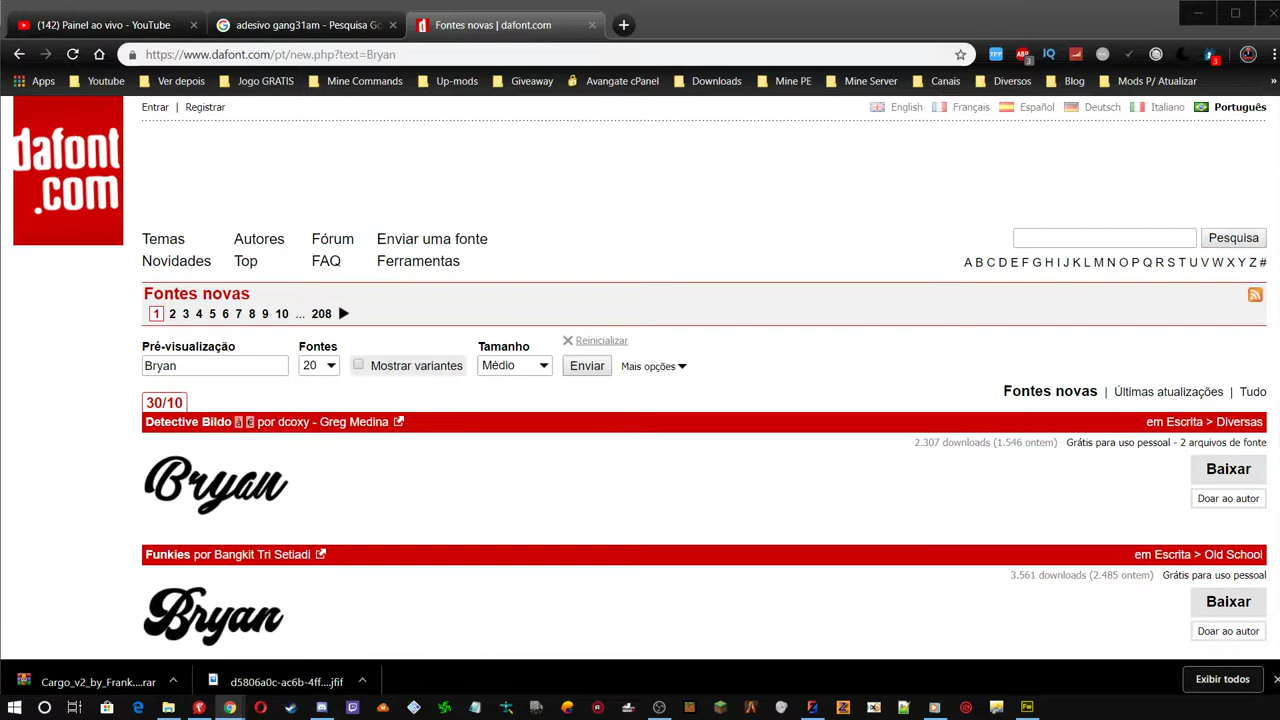 (142) Painel ao vivo - YouTube
adesivo gang31am - Pesquisa Go
Fontes novas | dafont.com
https://www.dafont.com/pt/new.php?text=Bryan
Apps Youtube Ver depois Jogo GRATIS Mine Commands Up-mods Giveaway Avangate cPanel Downloads Mine PE Mine Server Canais Diversos Blog Mods P/ Atualizar »
dafont
.com
Entrar | Registrar
English Français Español Deutsch Italiano Português
Temas Autores Fórum Enviar uma fonte
Novidades Top FAQ Ferramentas
Pesquisa
A B C D E F G H I J K L M N O P Q R S T U V W X Y Z #
Fontes novas
1 2 3 4 5 6 7 8 9 10 ... 208
Pré-visualização Fontes Tamanho Reinicializar
Bryan 20 Mostrar variantes Médio Enviar Mais opções
Fontes novas | Últimas atualizações | Tudo
30/10
Detective Bildo à € por dcoxy - Greg Medina em Escrita > Diversas
2.307 downloads (1.546 ontem) Grátis para uso pessoal - 2 arquivos de fonte
Bryan
Baixar
Doar ao autor
Funkies por Bangkit Tri Setiadi em Escrita > Old School
3.561 downloads (2.485 ontem) Grátis para uso pessoal
Bryan
Baixar
Doar ao autor
Cargo_v2_by_Frank....rar
d5806a0c-ac6b-4ff....jfif
Exibir todos